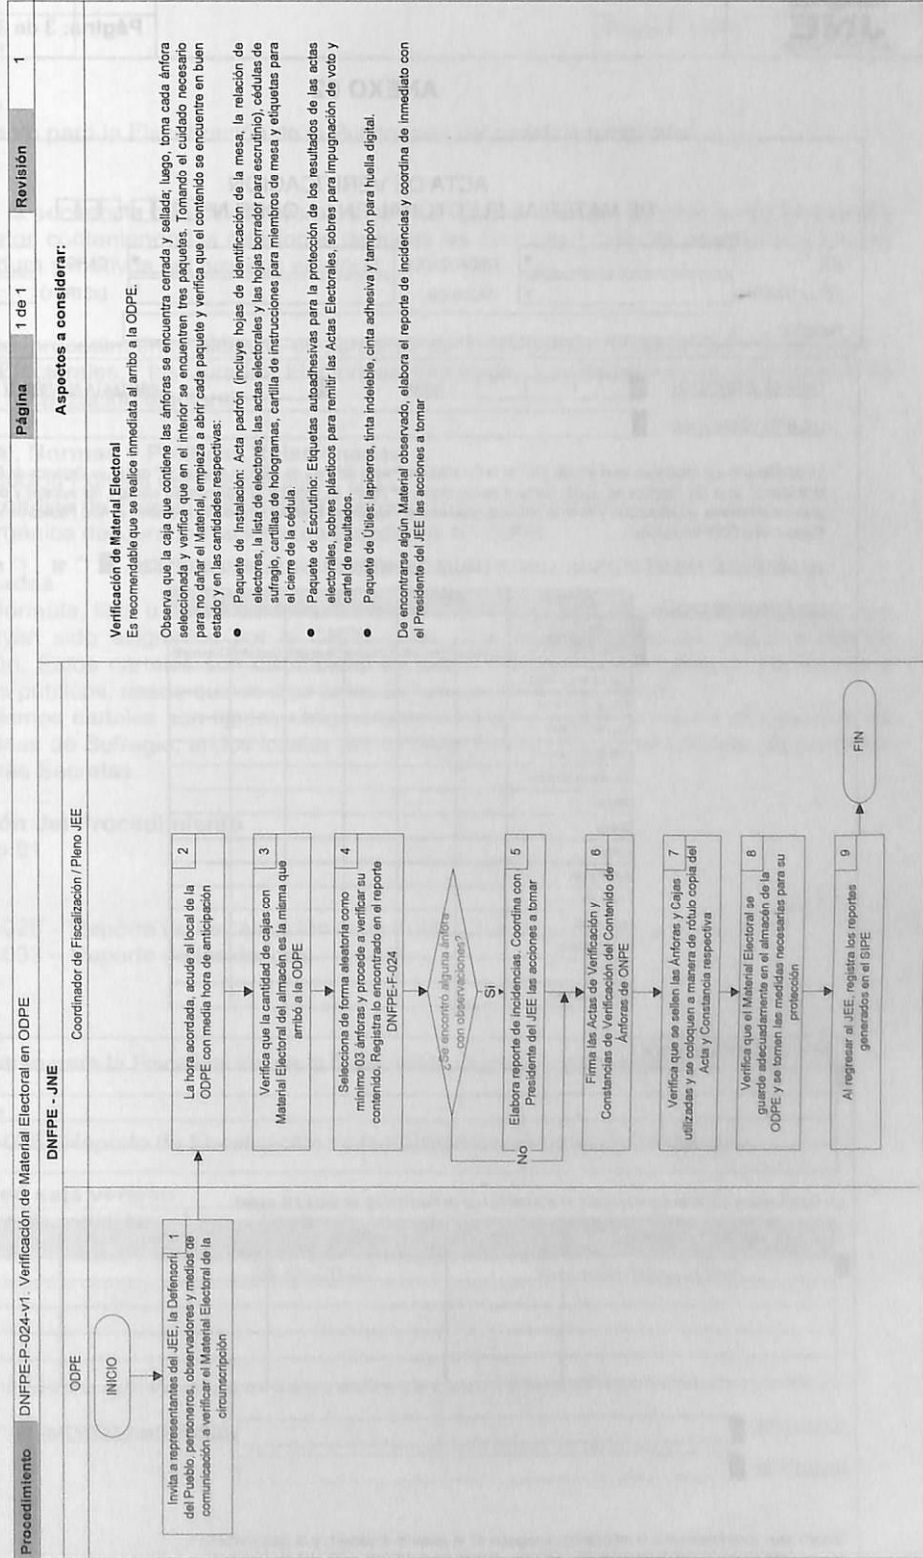 Procedimiento DNFPE-P-024-v1. Verificación de Material Electoral en ODPE Página 1 de 1 Revisión 1
DNFPE - JNE
ODPE
Coordinador de Fiscalización / Pleno JEE
INICIO
Invita a representantes del JEE, la Defensorí 1
del Pueblo, personeros, observadores y medios de
comunicación a verificar el Material Electoral de la
circunscripción
2
La hora acordada, acude al local de la
ODPE con media hora de anticipación
3
Verifica que la cantidad de cajas con
Material Electoral del almacén es la misma que
arribó a la ODPE
4
Selecciona de forma aleatoria como
mínimo 03 ánforas y procede a verificar su
contenido. Registra lo encontrado en el reporte
DNFPE-F-024
¿Se encontro alguna ánfora
con observaciones?
Si
No
5
Elabora reporte de incidencias. Coordina con
Presidente del JEE las acciones a tomar
6
Firma las Actas de Verificación y
Constancias de Verificación del Contenido de
Ánforas de ONPE
7
Verifica que se sellen las Ánforas y Cajas
utilizadas y se coloquen a manera de rótulo copia del
Acta y Constancia respectiva
8
Verifica que el Material Electoral se
guarde adecuadamente en el almacén de la
ODPE, y se tomen las medidas necesarias para su
protección
9
Al regresar al JEE, registra los reportes
generados en el SIPE
FIN
Aspectos a considerar:
Verificación de Material Electoral
Es recomendable que se realice inmediata al arribo a la ODPE:
Observa que la caja que contiene las ánforas se encuentra cerrada y sellada; luego, toma cada ánfora
seleccionada y verifica que en el interior se encuentren tres paquetes. Tomando el cuidado necesario
para no dañar el Material, empieza a abrir cada paquete y verifica que el contenido se encuentre en buen
estado y en las cantidades respectivas:
● Paquete de Instalación: Acta padrón (incluye hojas de identificación de la mesa, la relación de
electores, la lista de electores, las actas electorales y las hojas borrador para escrutinio), cédulas de
sufragio, cartillas de hologramas, cartilla de instrucciones para miembros de mesa y etiquetas para
el cierre de la cédula.
● Paquete de Escrutinio: Etiquetas autoadhesivas para la protección de los resultados de las actas
electorales, sobres plásticos para remitir las Actas Electorales, sobres para impugnación de voto y
cartel de resultados.
● Paquete de Útiles: lapiceros, tinta indeleble, cinta adhesiva y tampón para huella digital.
De encontrarse algún Material observado, elabora el reporte de incidencias y coordina de inmediato con
el Presidente del JEE las acciones a tomar